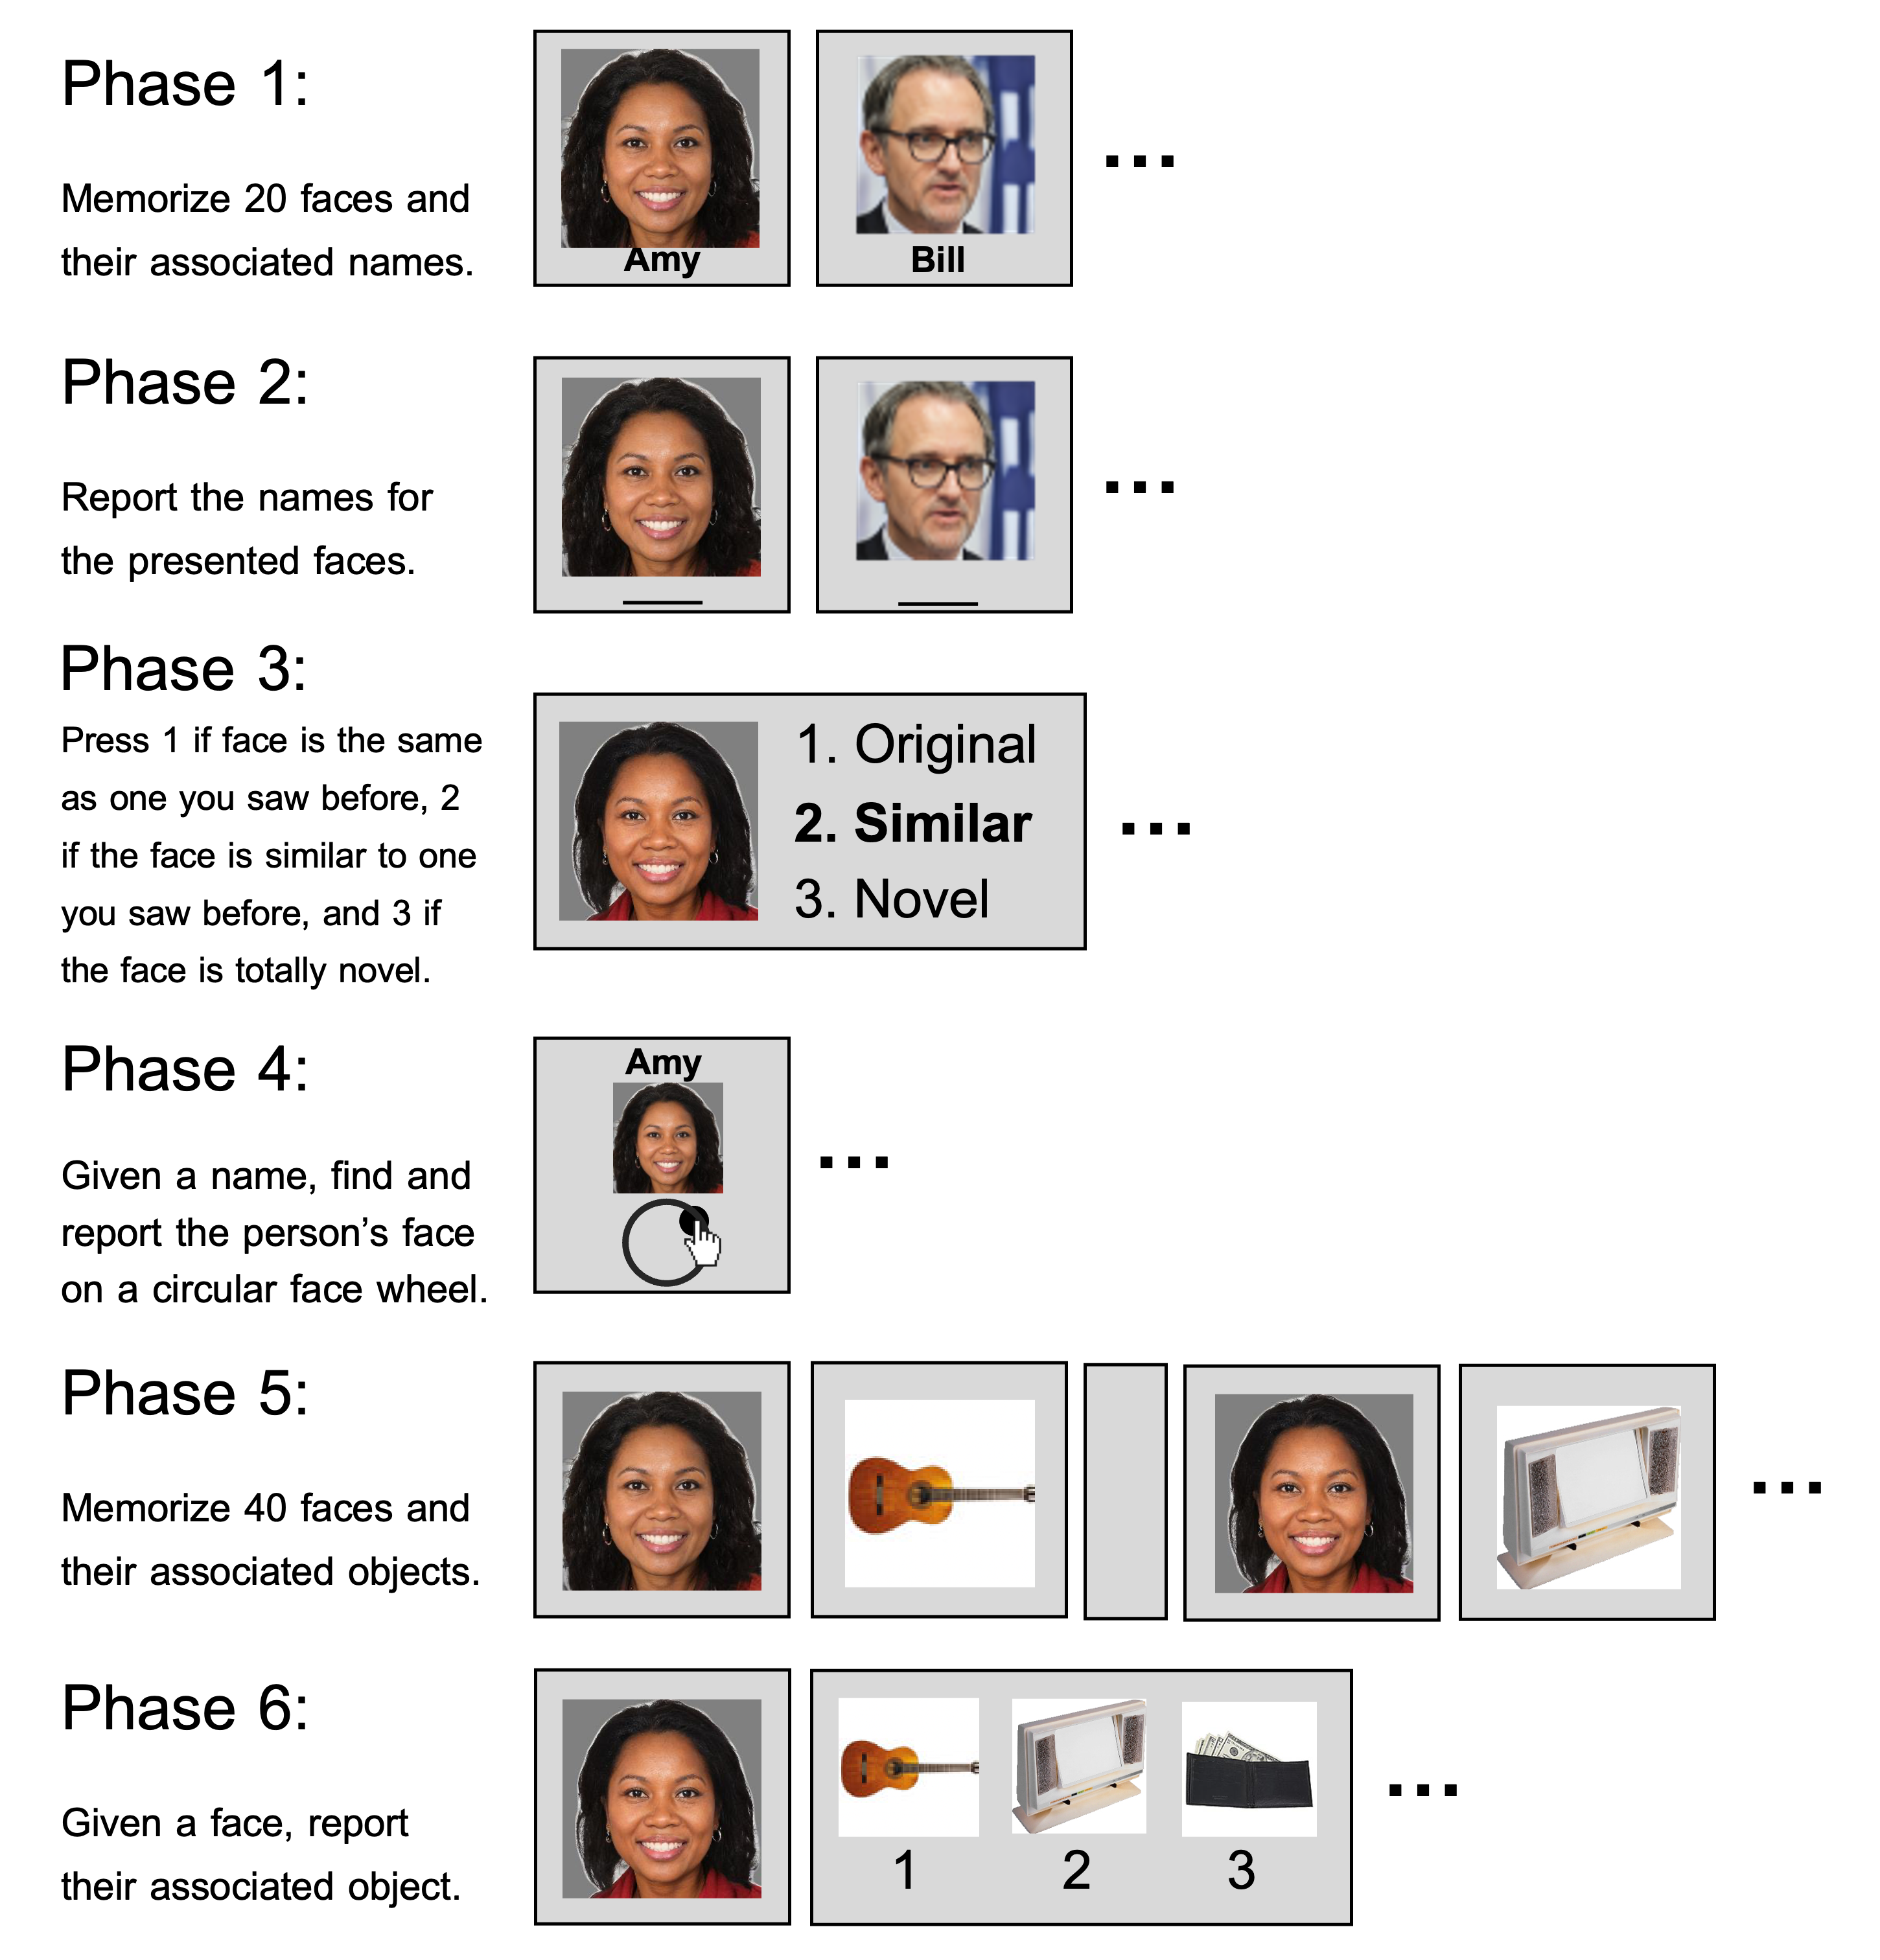 Phase 1:
Memorize 20 faces and
their associated names.
Amy
Bill
...
Phase 2:
Report the names for
the presented faces.
...
Phase 3:
Press 1 if face is the same
as one you saw before, 2
if the face is similar to one
you saw before, and 3 if
the face is totally novel.
1. Original
2. Similar
3. Novel
...
Phase 4:
Given a name, find and
report the person’s face
on a circular face wheel.
Amy
...
Phase 5:
Memorize 40 faces and
their associated objects.
...
Phase 6:
Given a face, report
their associated object.
1 2 3
...